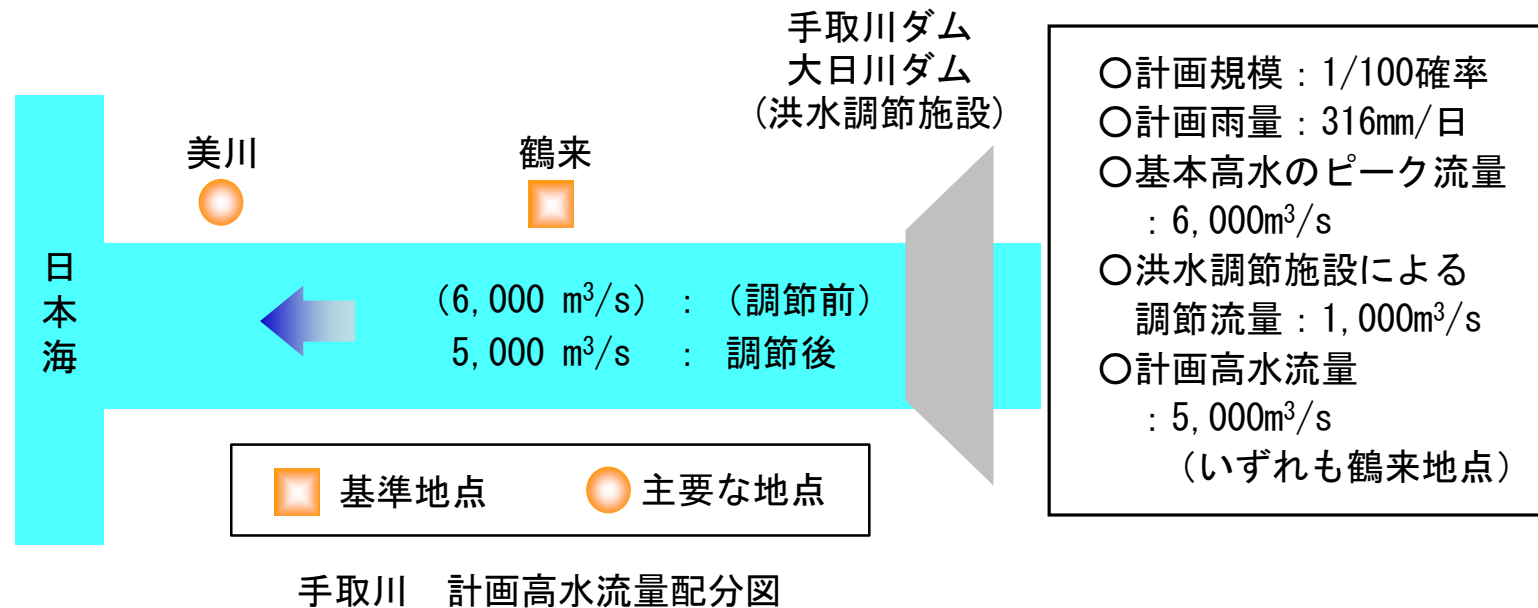 手取川ダム
大日川ダム
(洪水調節施設)
美川
鶴来
日本海
(6,000 m³/s) : (調節前)
5,000 m³/s : 調節後
基準地点
主要な地点
手取川 計画高水流量配分図
○計画規模：1/100確率
○計画雨量：316mm/日
○基本高水のピーク流量
：6,000m³/s
○洪水調節施設による
調節流量：1,000m³/s
○計画高水流量
：5,000m³/s
（いずれも鶴来地点）